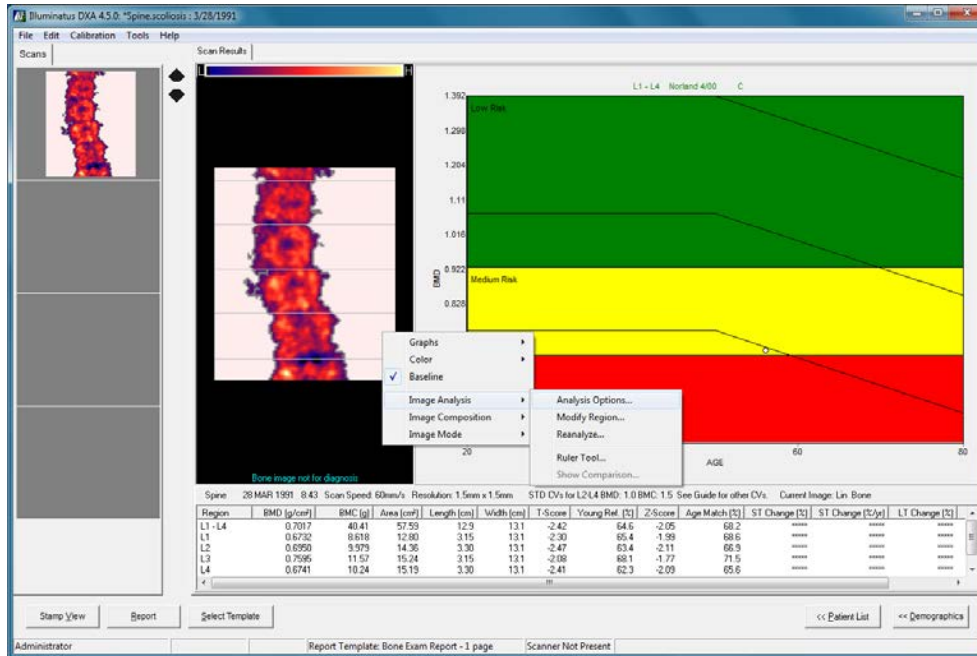 Illuminatus DXA 4.5.0: *Spine.scoliosis : 3/28/1991
File Edit Calibration Tools Help
Scans
Scan Results
L H
L1 - L4 Norland 4/00 C
1.392
Low Risk
1.298
1.204
1.11
1.016
0.922
Medium Risk
0.828
BMD
Graphs
Color
Baseline
Image Analysis
Image Composition
Image Mode
Analysis Options...
Modify Region...
Reanalyze...
Ruler Tool...
Show Comparison...
20 60 80
AGE
Bone image not for diagnosis
Spine 28 MAR 1991 8:43 Scan Speed: 60mm/s Resolution: 1.5mm x 1.5mm STD CVs for L2-L4 BMD: 1.0 BMC: 1.5 See Guide for other CVs. Current Image: Lin Bone
Region BMD [g/cm²] BMC [g] Area [cm²] Length [cm] Width [cm] T-Score Young Ref. [%] Z-Score Age Match [%] ST Change [%] ST Change [%/yr] LT Change [%]
L1 - L4 0.7017 40.41 57.59 12.9 13.1 -2.42 64.6 -2.05 68.2 ***** ***** *****
L1 0.6732 8.618 12.80 3.15 13.1 -2.30 65.4 -1.99 68.6 ***** ***** *****
L2 0.6950 9.979 14.36 3.30 13.1 -2.47 63.4 -2.11 66.9 ***** ***** *****
L3 0.7595 11.57 15.24 3.15 13.1 -2.08 68.1 -1.77 71.5 ***** ***** *****
L4 0.6741 10.24 15.19 3.30 13.1 -2.41 62.3 -2.09 65.6 ***** ***** *****
Stamp View Report Select Template << Patient List << Demographics
Administrator Report Template: Bone Exam Report - 1 page Scanner Not Present